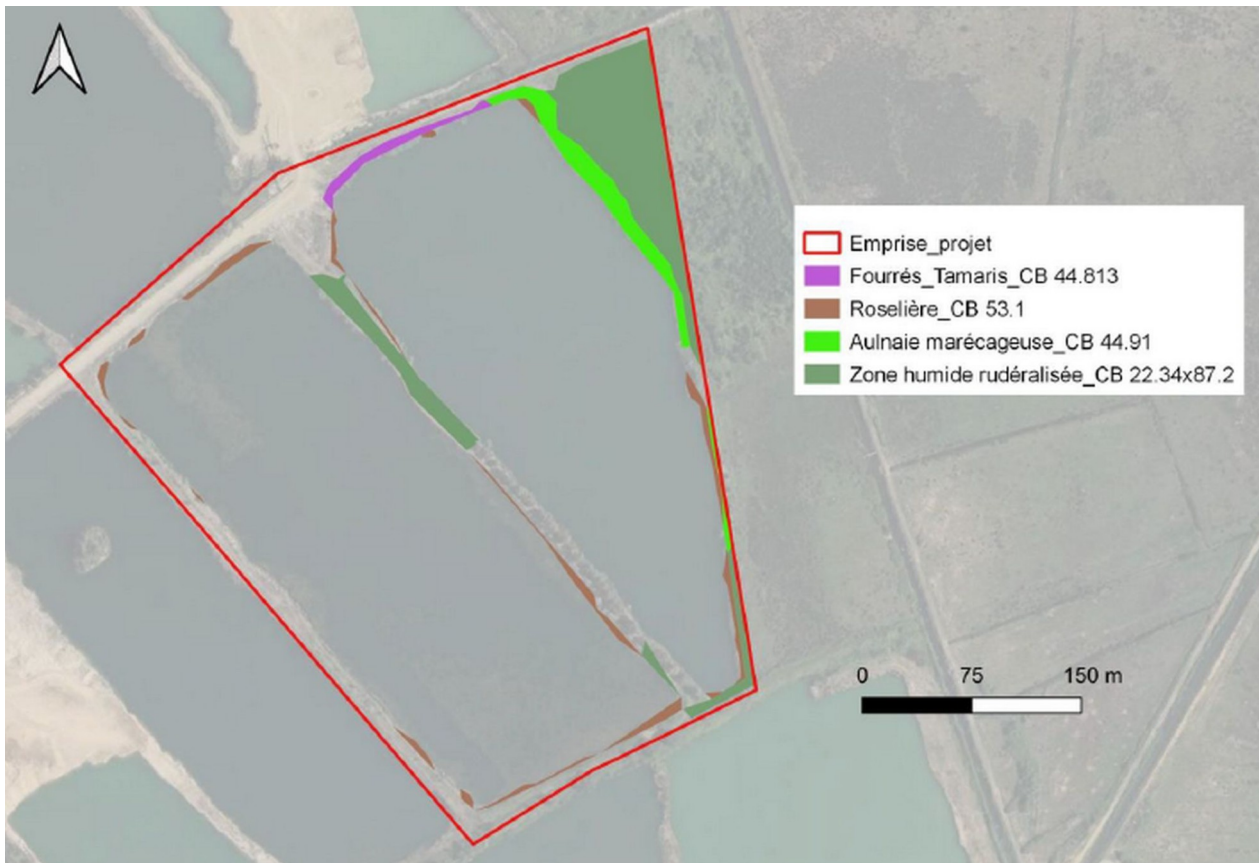 Emprise_projet
Fourrés_Tamaris_CB 44.813
Roselière_CB 53.1
Aulnaie marécageuse_CB 44.91
Zone humide rudéralisée_CB 22.34x87.2
0 75 150 m